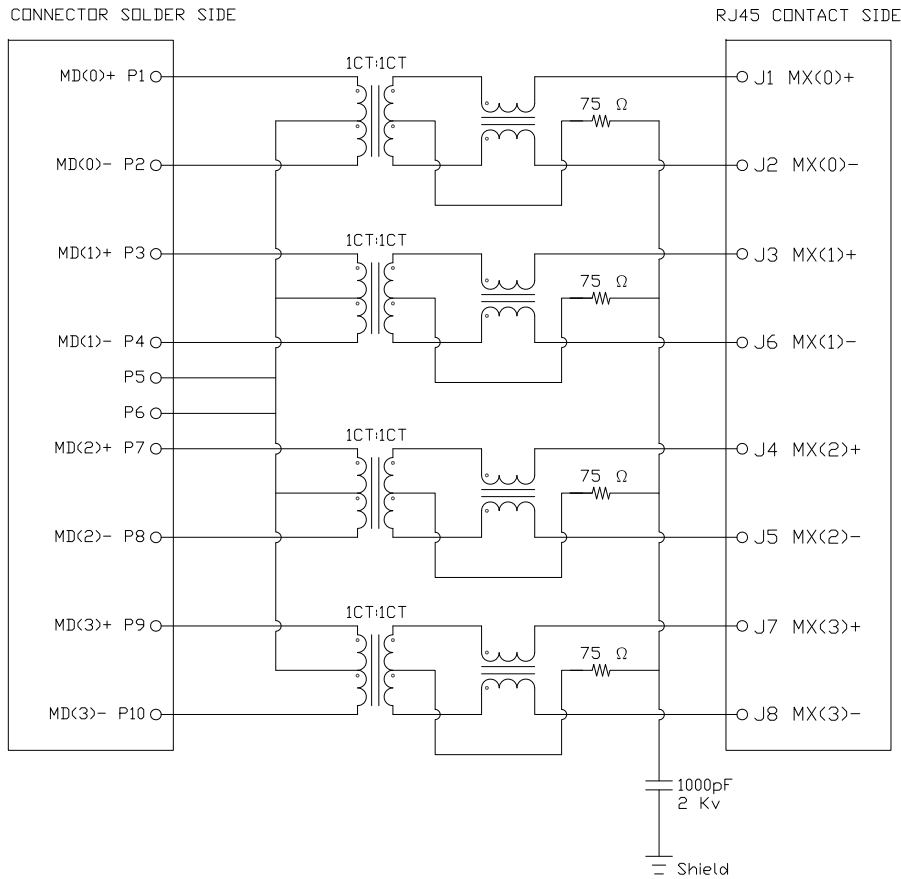 CONNECTOR SOLDER SIDE
RJ45 CONTACT SIDE
1CT:1CT
MD(0)+ P1
J1 MX(0)+
75 Ω
MD(0)- P2
J2 MX(0)-
1CT:1CT
MD(1)+ P3
J3 MX(1)+
75 Ω
MD(1)- P4
J6 MX(1)-
P5
P6
1CT:1CT
MD(2)+ P7
J4 MX(2)+
75 Ω
MD(2)- P8
J5 MX(2)-
1CT:1CT
MD(3)+ P9
J7 MX(3)+
75 Ω
MD(3)- P10
J8 MX(3)-
1000pF
2 Kv
Shield